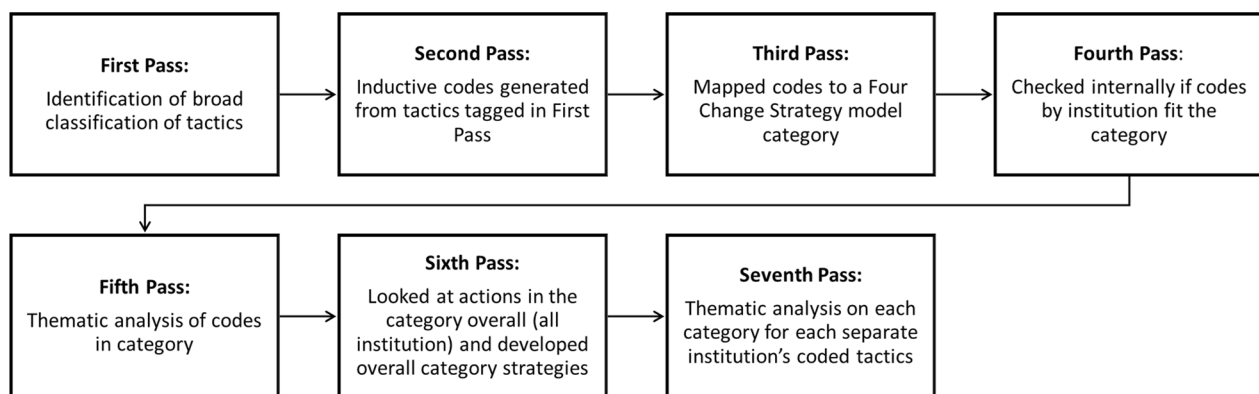 First Pass:
Identification of broad
classification of tactics
Second Pass:
Inductive codes generated
from tactics tagged in First
Pass
Third Pass:
Mapped codes to a Four
Change Strategy model
category
Fourth Pass:
Checked internally if codes
by institution fit the
category
Fifth Pass:
Thematic analysis of codes
in category
Sixth Pass:
Looked at actions in the
category overall (all
institution) and developed
overall category strategies
Seventh Pass:
Thematic analysis on each
category for each separate
institution’s coded tactics